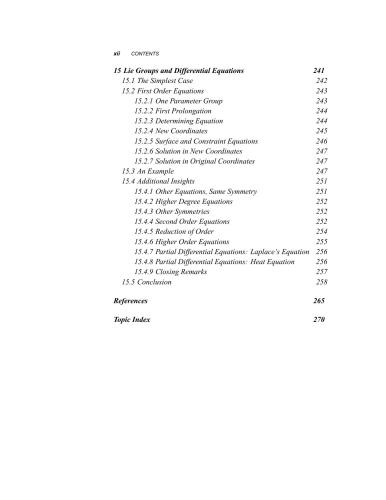 xii CONTENTS
15 Lie Groups and Differential Equations 241
15.1 The Simplest Case 242
15.2 First Order Equations 243
15.2.1 One Parameter Group 243
15.2.2 First Prolongation 244
15.2.3 Determining Equation 244
15.2.4 New Coordinates 245
15.2.5 Surface and Constraint Equations 246
15.2.6 Solution in New Coordinates 247
15.2.7 Solution in Original Coordinates 247
15.3 An Example 247
15.4 Additional Insights 251
15.4.1 Other Equations, Same Symmetry 251
15.4.2 Higher Degree Equations 252
15.4.3 Other Symmetries 252
15.4.4 Second Order Equations 252
15.4.5 Reduction of Order 254
15.4.6 Higher Order Equations 255
15.4.7 Partial Differential Equations: Laplace's Equation 256
15.4.8 Partial Differential Equations: Heat Equation 256
15.4.9 Closing Remarks 257
15.5 Conclusion 258
References 265
Topic Index 270